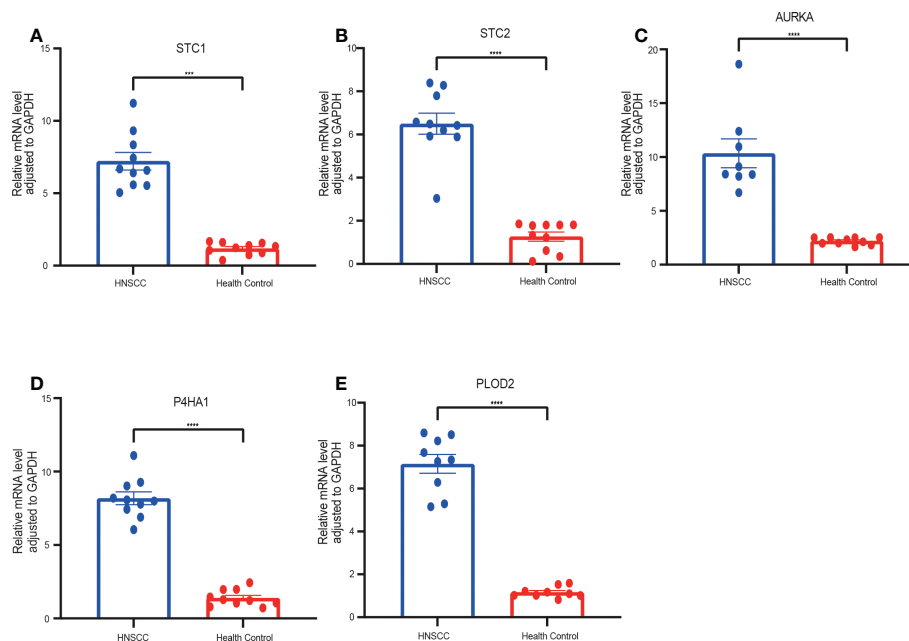 A
STC1
***
Relative mRNA level
adjusted to GAPDH
15
10
5
0
HNSCC
Health Control
B
STC2
****
Relative mRNA level
adjusted to GAPDH
10
8
6
4
2
0
HNSCC
Health Control
C
AURKA
****
Relative mRNA level
adjusted to GAPDH
20
15
10
5
0
HNSCC
Health Control
D
P4HA1
****
Relative mRNA level
adjusted to GAPDH
15
10
5
0
HNSCC
Health Control
E
PLOD2
****
Relative mRNA level
adjusted to GAPDH
10
8
6
4
2
0
HNSCC
Health Control